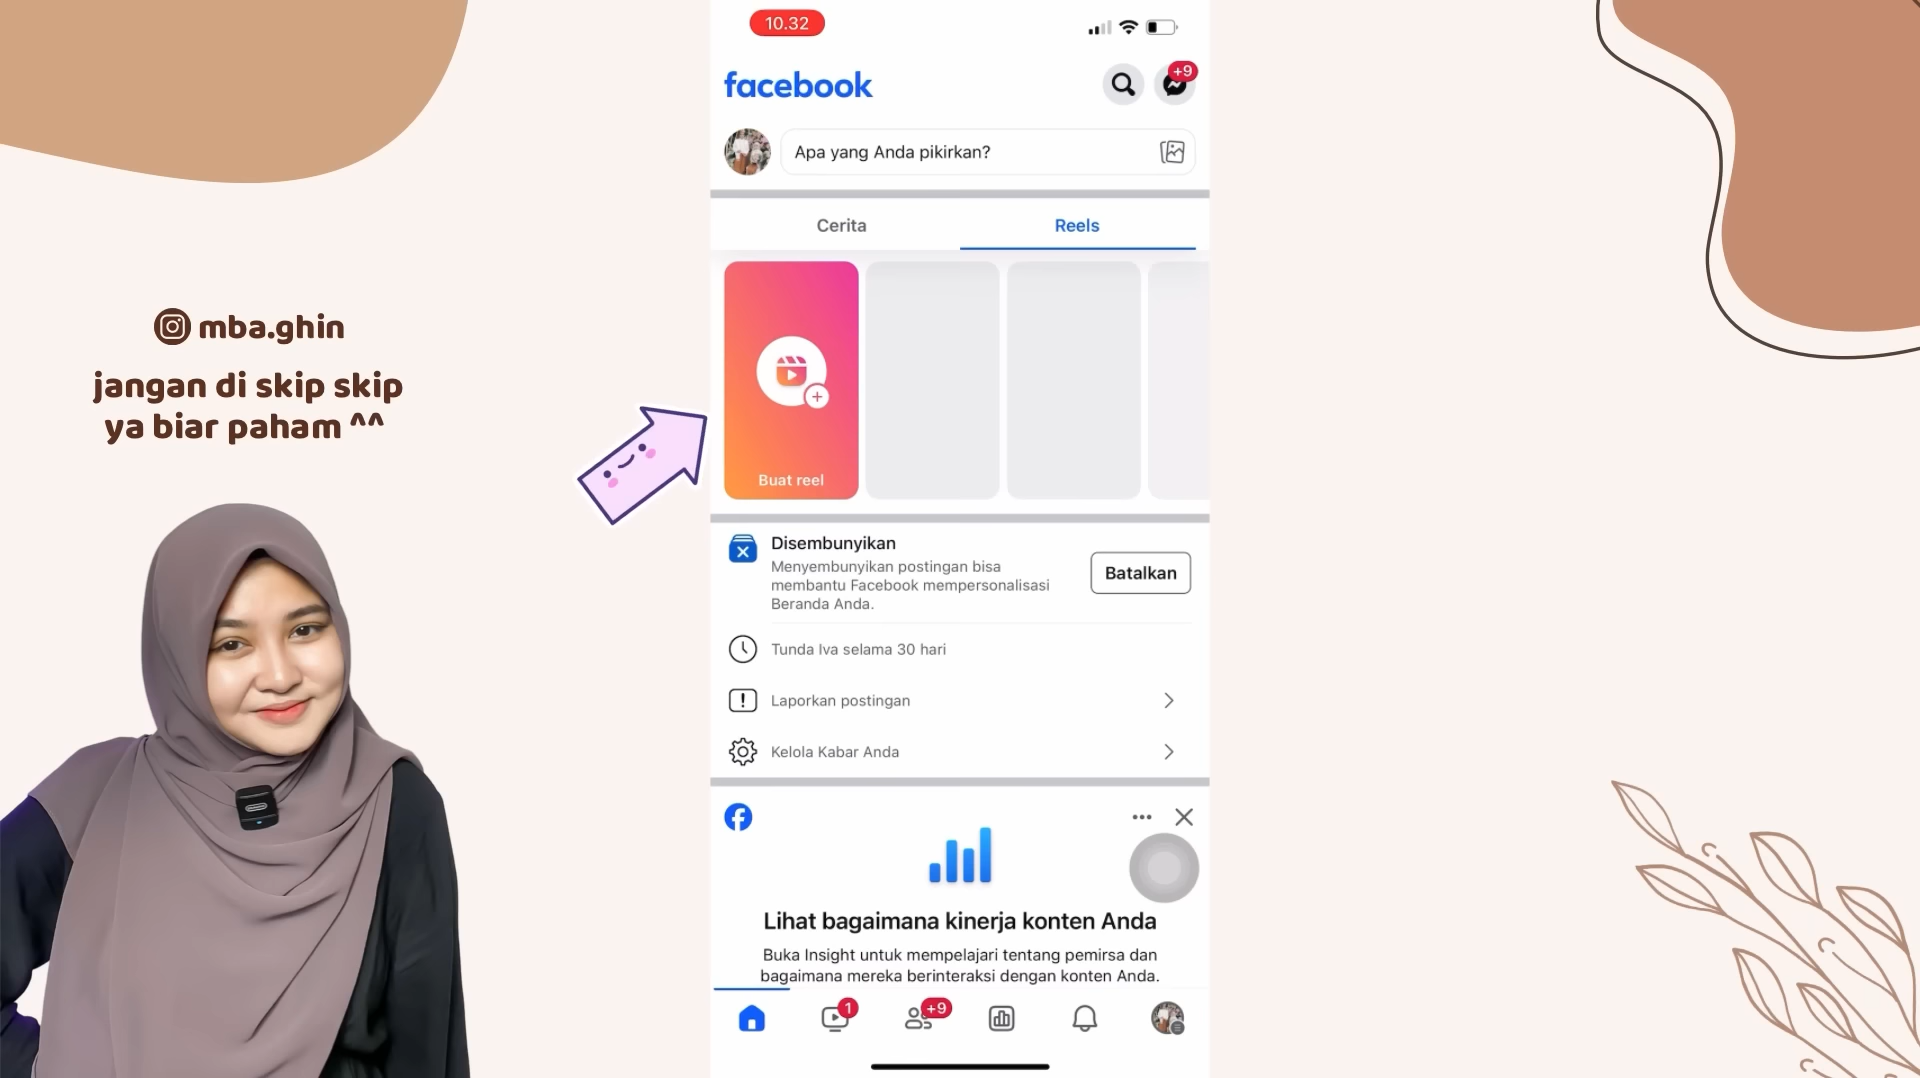 10.32
facebook
+9
Apa yang Anda pikirkan?
Cerita
Reels
mba.ghin
jangan di skip skip
ya biar paham ^^
Buat reel
Disembunyikan
Menyembunyikan postingan bisa
membantu Facebook mempersonalisasi
Beranda Anda.
Batalkan
Tunda Iva selama 30 hari
Laporkan postingan
Kelola Kabar Anda
Lihat bagaimana kinerja konten Anda
Buka Insight untuk mempelajari tentang pemirsa dan
bagaimana mereka berinteraksi dengan konten Anda.
1
+9